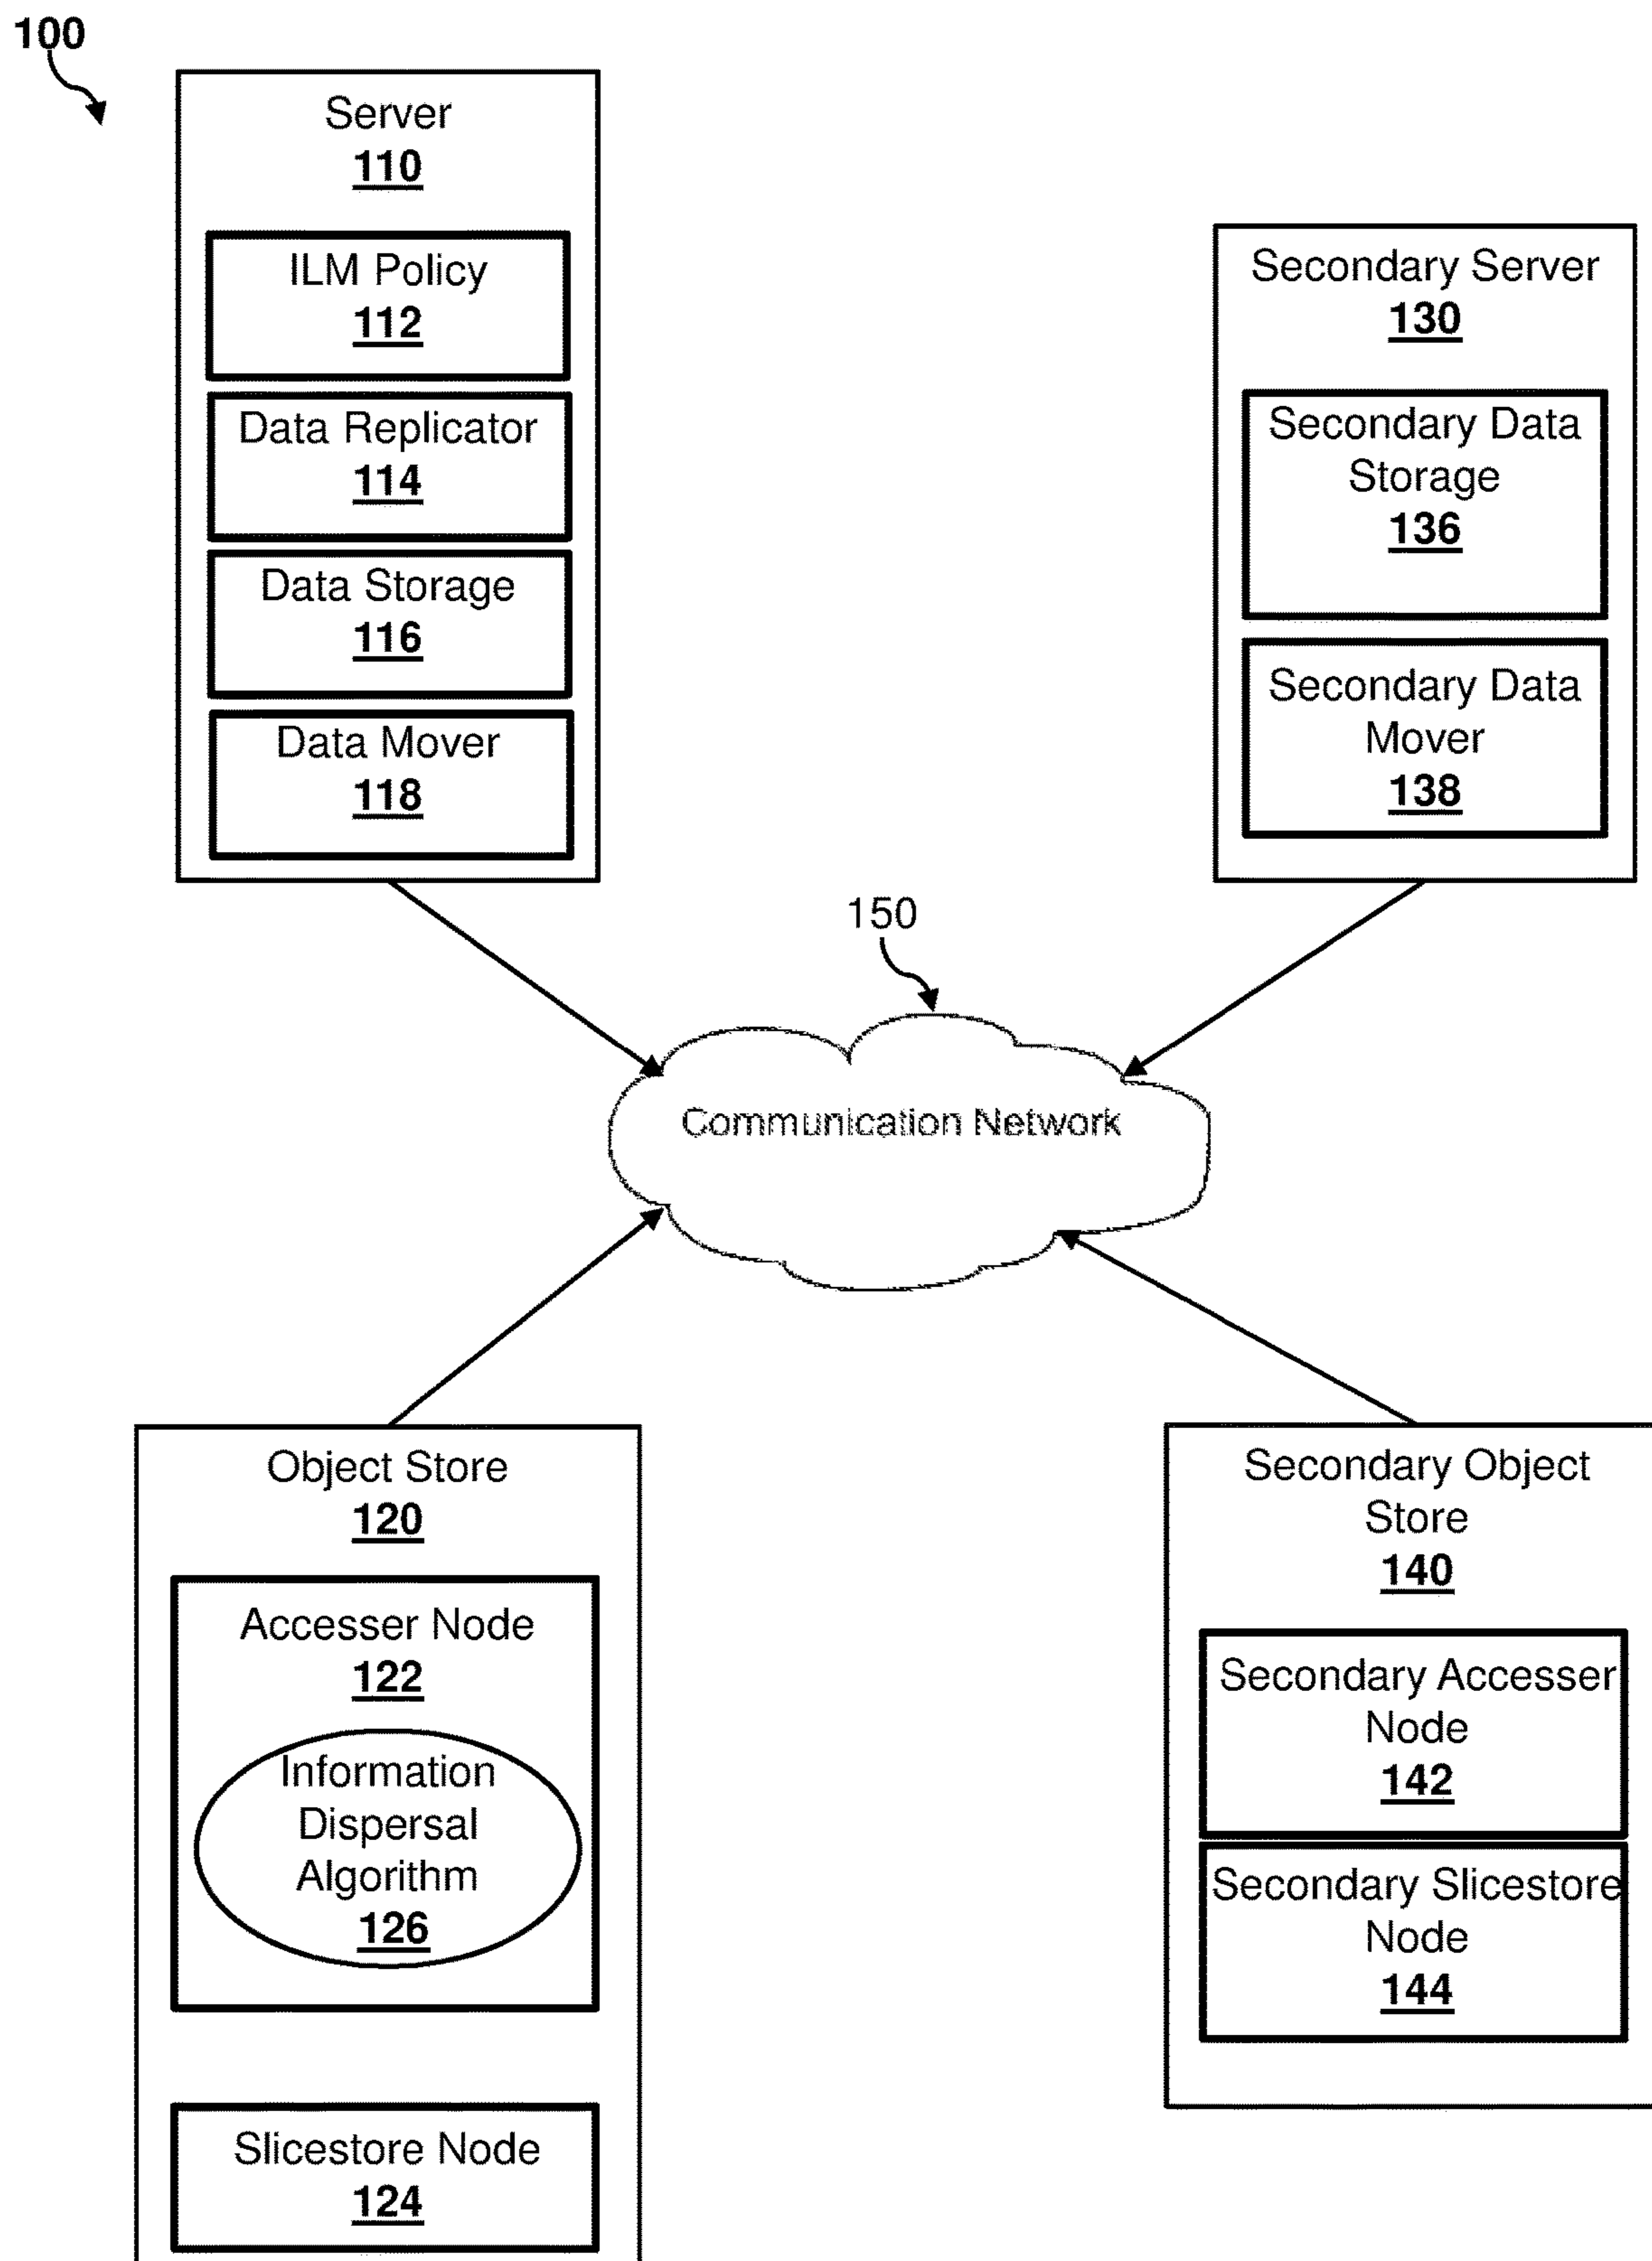 100
Server
110
ILM Policy
112
Data Replicator
114
Data Storage
116
Data Mover
118
Secondary Server
130
Secondary Data
Storage
136
Secondary Data
Mover
138
150
Communication Network
Object Store
120
Accesser Node
122
Information
Dispersal
Algorithm
126
Slicestore Node
124
Secondary Object
Store
140
Secondary Accesser
Node
142
Secondary Slicestore
Node
144